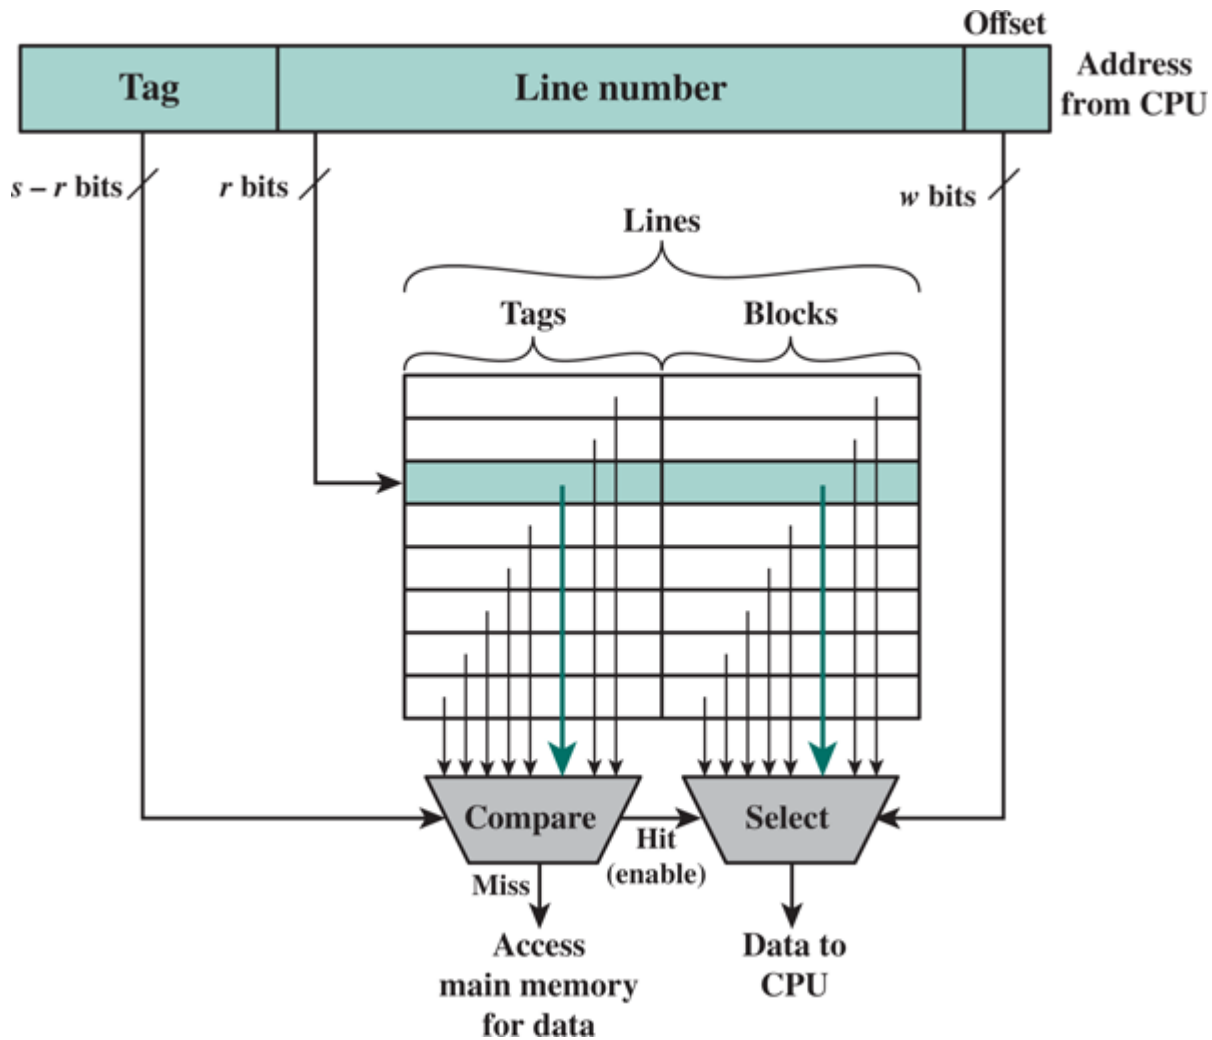 Offset
Tag
Line number
Address
from CPU
s – r bits
r bits
w bits
Lines
Tags
Blocks
Compare
Hit
(enable)
Select
Miss
Access
main memory
for data
Data to
CPU